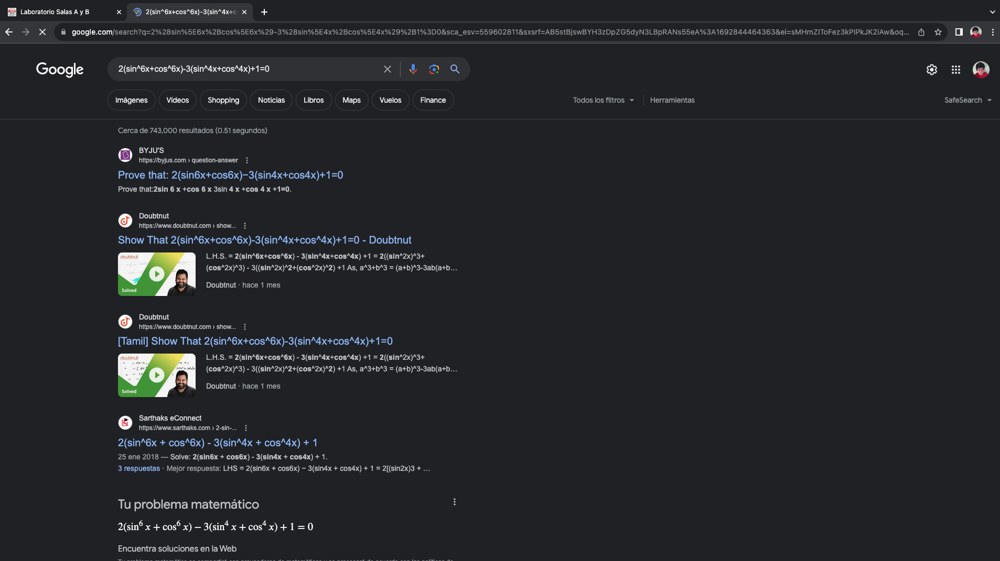 Laboratorio Salas A y B
2(sin^6x+cos^6x)-3(sin^4x+c
google.com/search?q=2%28sin%5E6x%2Bcos%5E6x%29-3%28sin%5E4x%2Bcos%5E4x%29%2B1%3D0&sca_esv=559602811&sxsrf=AB5stBjswBYH3zDpZG5dyN3LBpRANs55eA%3A1692844464363&ei=sMHmZIToFez3kPIPkJK2iAw&oq...
Google
2(sin^6x+cos^6x)-3(sin^4x+cos^4x)+1=0
Imágenes
Vídeos
Shopping
Noticias
Libros
Maps
Vuelos
Finance
Todos los filtros
Herramientas
SafeSearch
Cerca de 743,000 resultados (0.51 segundos)
BYJU'S
https://byjus.com › question-answer
Prove that: 2(sin6x+cos6x)−3(sin4x+cos4x)+1=0
Prove that:2sin 6 x +cos 6 x 3sin 4 x +cos 4 x +1=0.
Doubtnut
https://www.doubtnut.com › show...
Show That 2(sin^6x+cos^6x)-3(sin^4x+cos^4x)+1=0 - Doubtnut
doubtnut
Solved
L.H.S. = 2(sin^6x+cos^6x) - 3(sin^4x+cos^4x) +1 = 2((sin^2x)^3+
(cos^2x)^3) - 3((sin^2x)^2+(cos^2x)^2) +1 As, a^3+b^3 = (a+b)^3-3ab(a+b...
Doubtnut · hace 1 mes
Doubtnut
https://www.doubtnut.com › show...
[Tamil] Show That 2(sin^6x+cos^6x)-3(sin^4x+cos^4x)+1=0
doubtnut
Solved
L.H.S. = 2(sin^6x+cos^6x) - 3(sin^4x+cos^4x) +1 = 2((sin^2x)^3+
(cos^2x)^3) - 3((sin^2x)^2+(cos^2x)^2) +1 As, a^3+b^3 = (a+b)^3-3ab(a+b...
Doubtnut · hace 1 mes
Sarthaks eConnect
https://www.sarthaks.com › 2-sin-...
2(sin^6x + cos^6x) - 3(sin^4x + cos^4x) + 1
25 ene 2018 — Solve: 2(sin6x + cos6x) - 3(sin4x + cos4x) + 1.
3 respuestas · Mejor respuesta: LHS = 2(sin6x + cos6x) − 3(sin4x + cos4x) + 1 = 2[(sin2x)3 + ...
Tu problema matemático
2(sin⁶ x + cos⁶ x) − 3(sin⁴ x + cos⁴ x) + 1 = 0
Encuentra soluciones en la Web